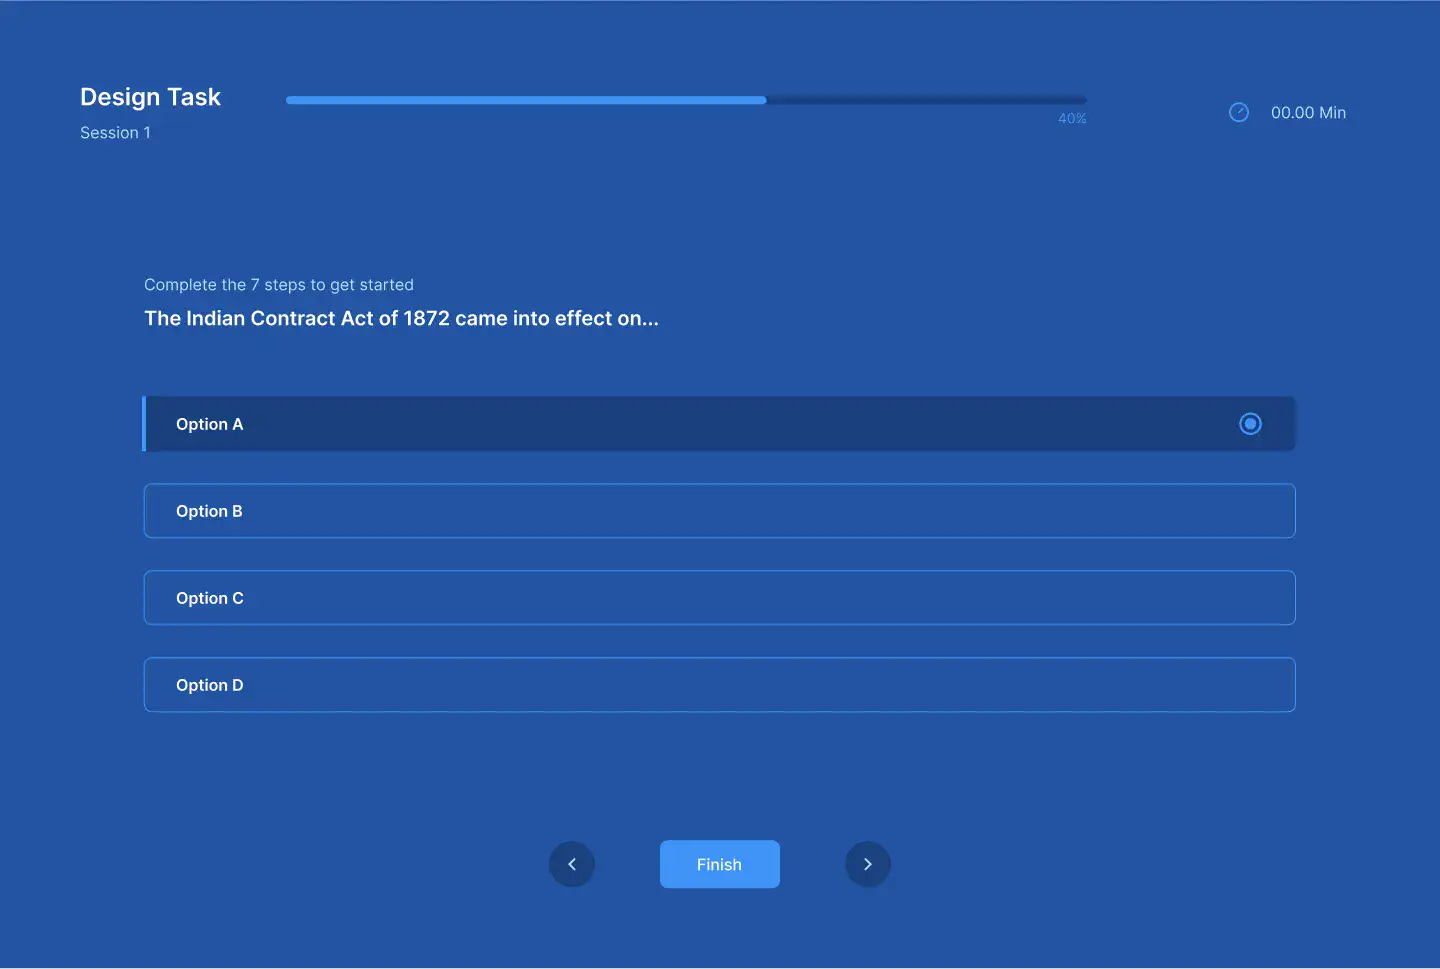 Design Task
Session 1
40%
00.00 Min
Complete the 7 steps to get started
The Indian Contract Act of 1872 came into effect on...
Option A
Option B
Option C
Option D
Finish